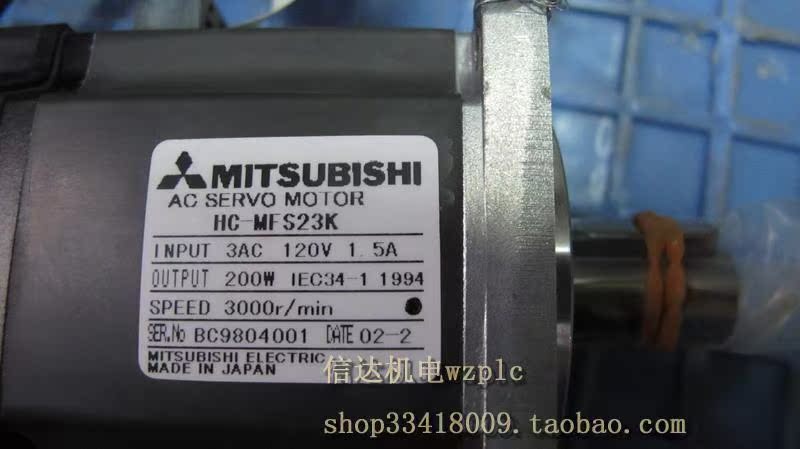 MITSUBISHI
AC SERVO MOTOR
HC-MFS23K
INPUT 3AC 120V 1.5A
OUTPUT 200W IEC34-1 1994
SPEED 3000r/min
SER.No BC9804001 DATE 02-2
MITSUBISHI ELECTRIC
MADE IN JAPAN
信达机电wzplc
shop33418009.taobao.com